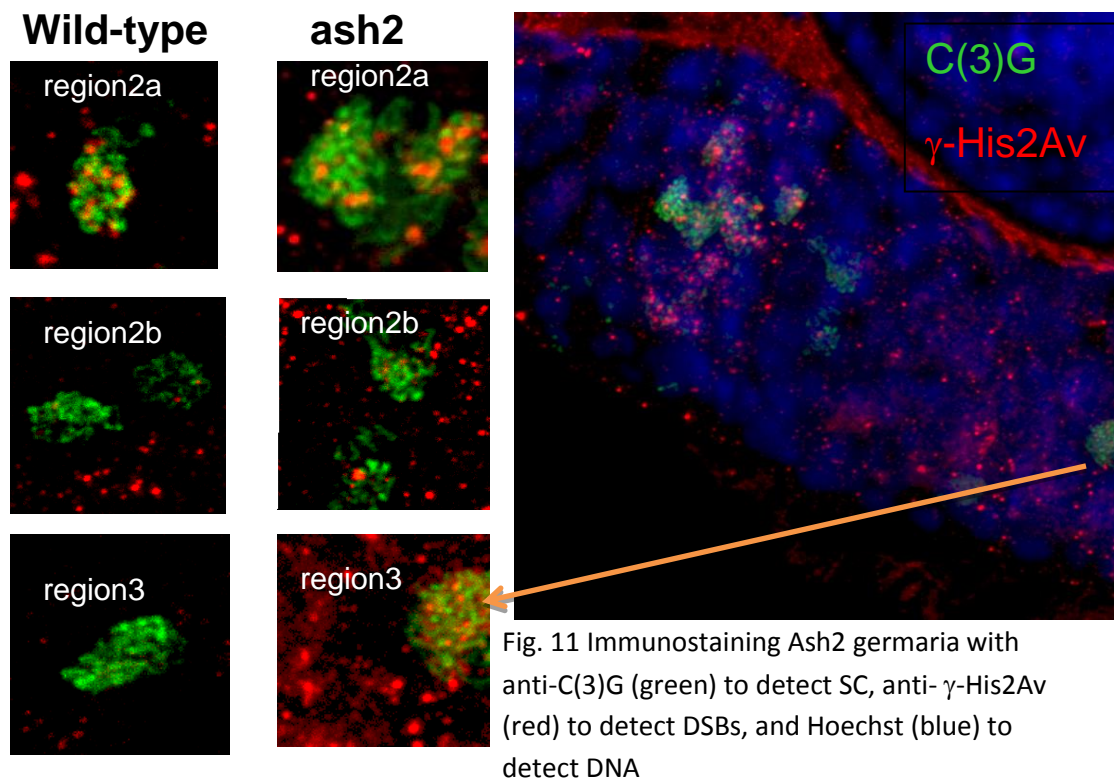 Wild-type
ash2
region2a
region2a
region2b
region2b
region3
region3
C(3)G
γ-His2Av
Fig. 11 Immunostaining Ash2 germaria with
anti-C(3)G (green) to detect SC, anti- γ-His2Av
(red) to detect DSBs, and Hoechst (blue) to
detect DNA